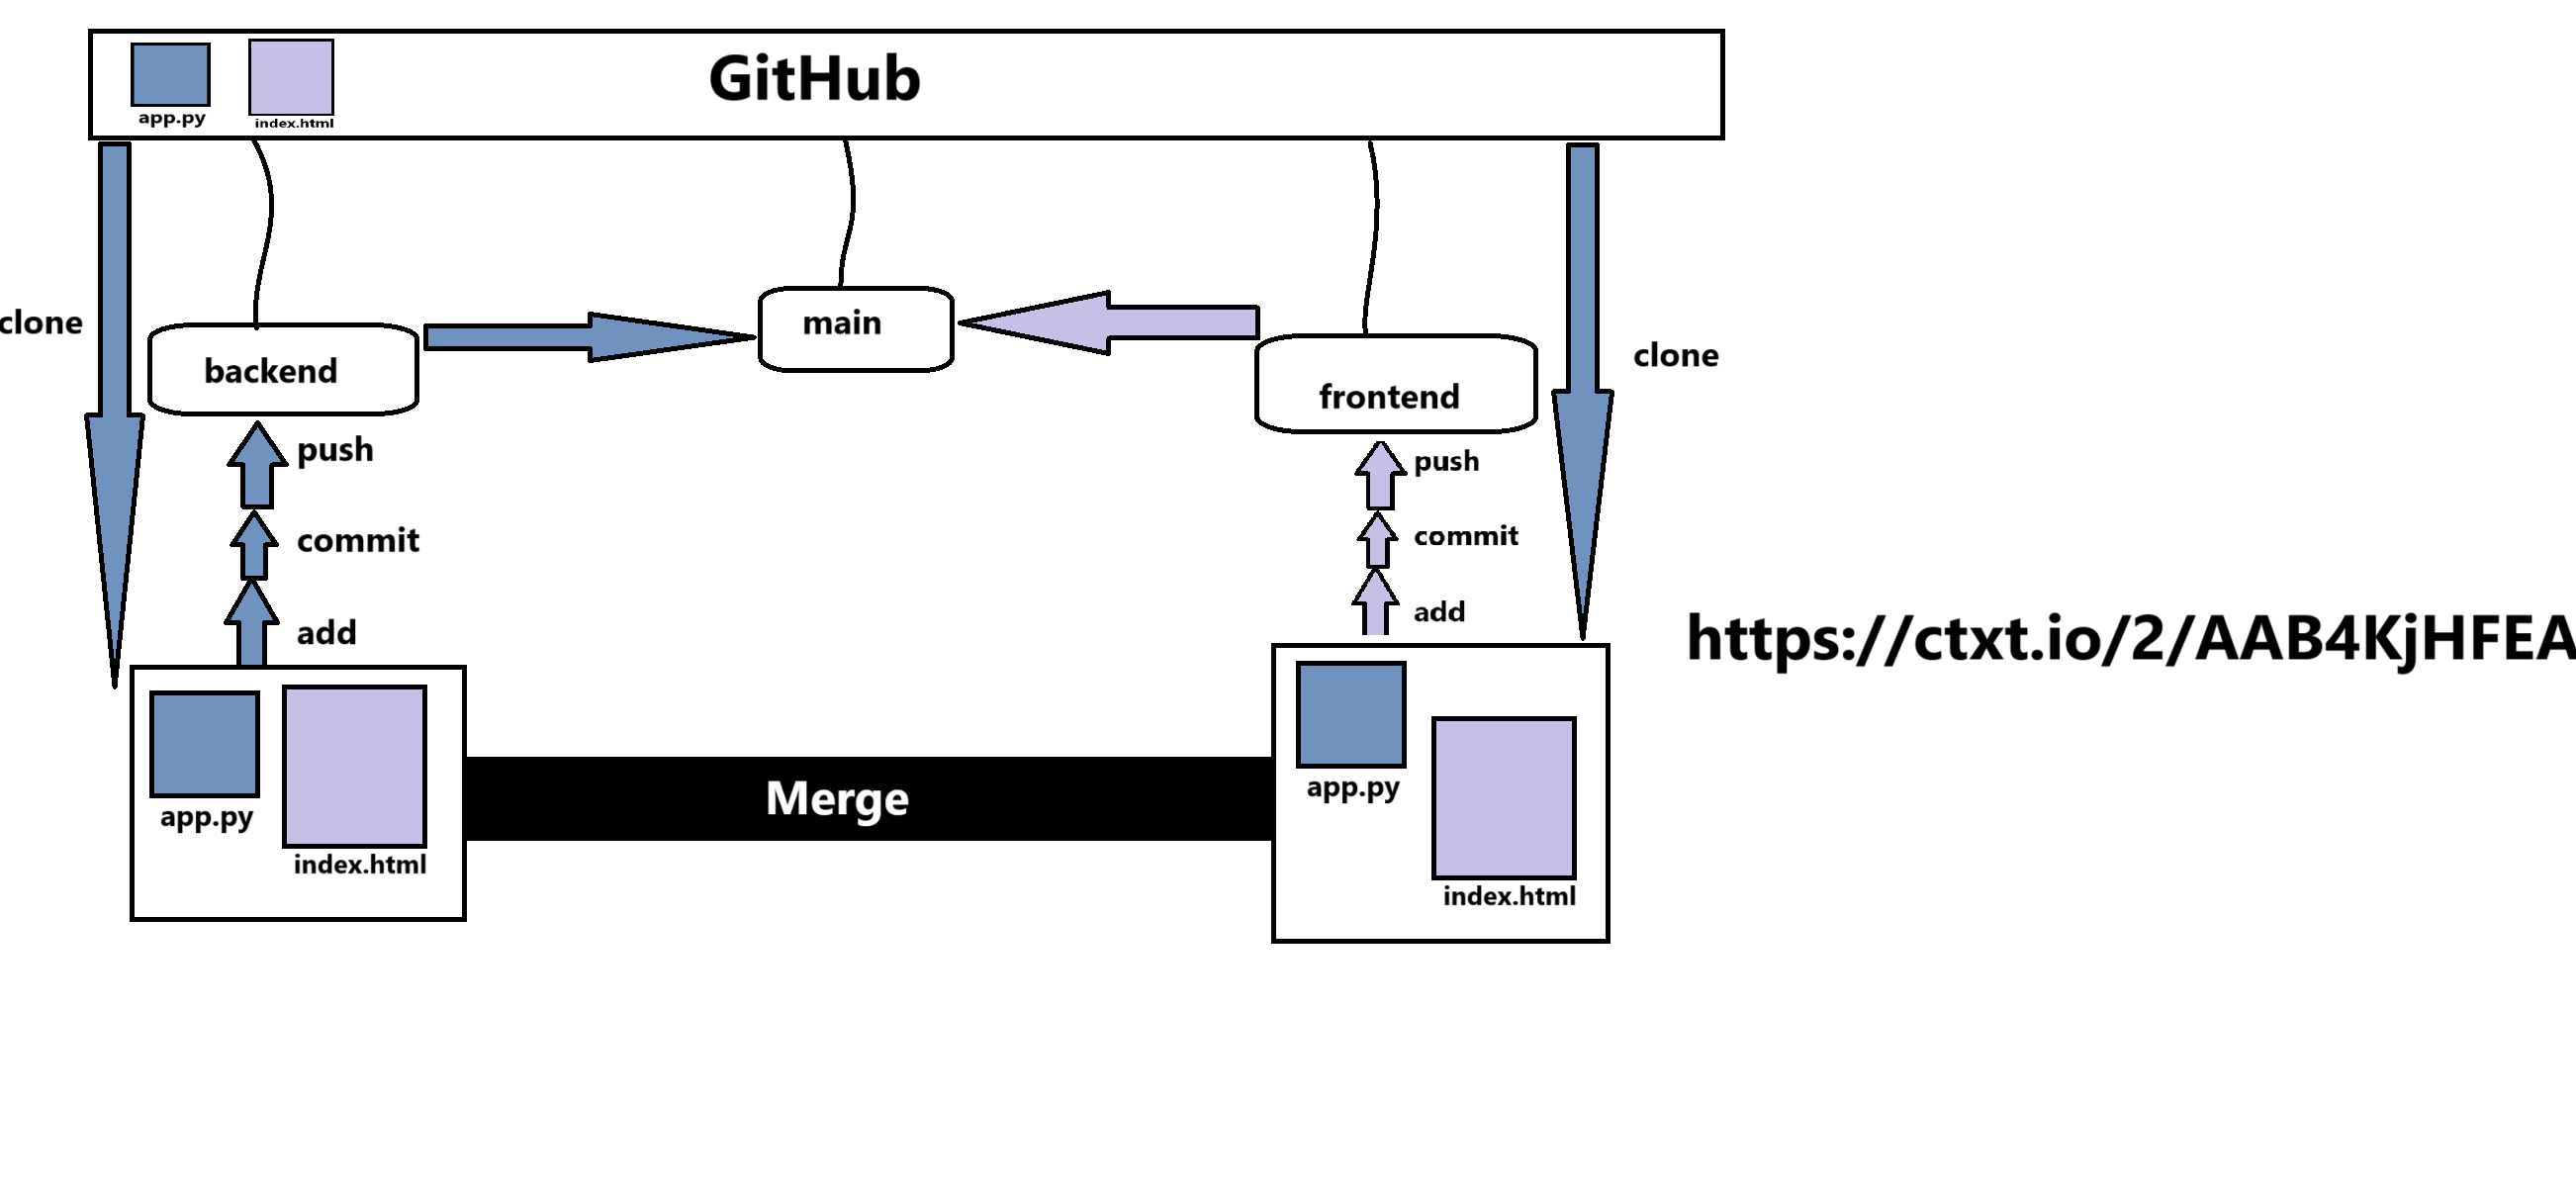 GitHub
app.py
index.html
clone
backend
main
frontend
clone
push
commit
add
push
commit
add
https://ctxt.io/2/AAB4KjHFEA
app.py
index.html
Merge
app.py
index.html